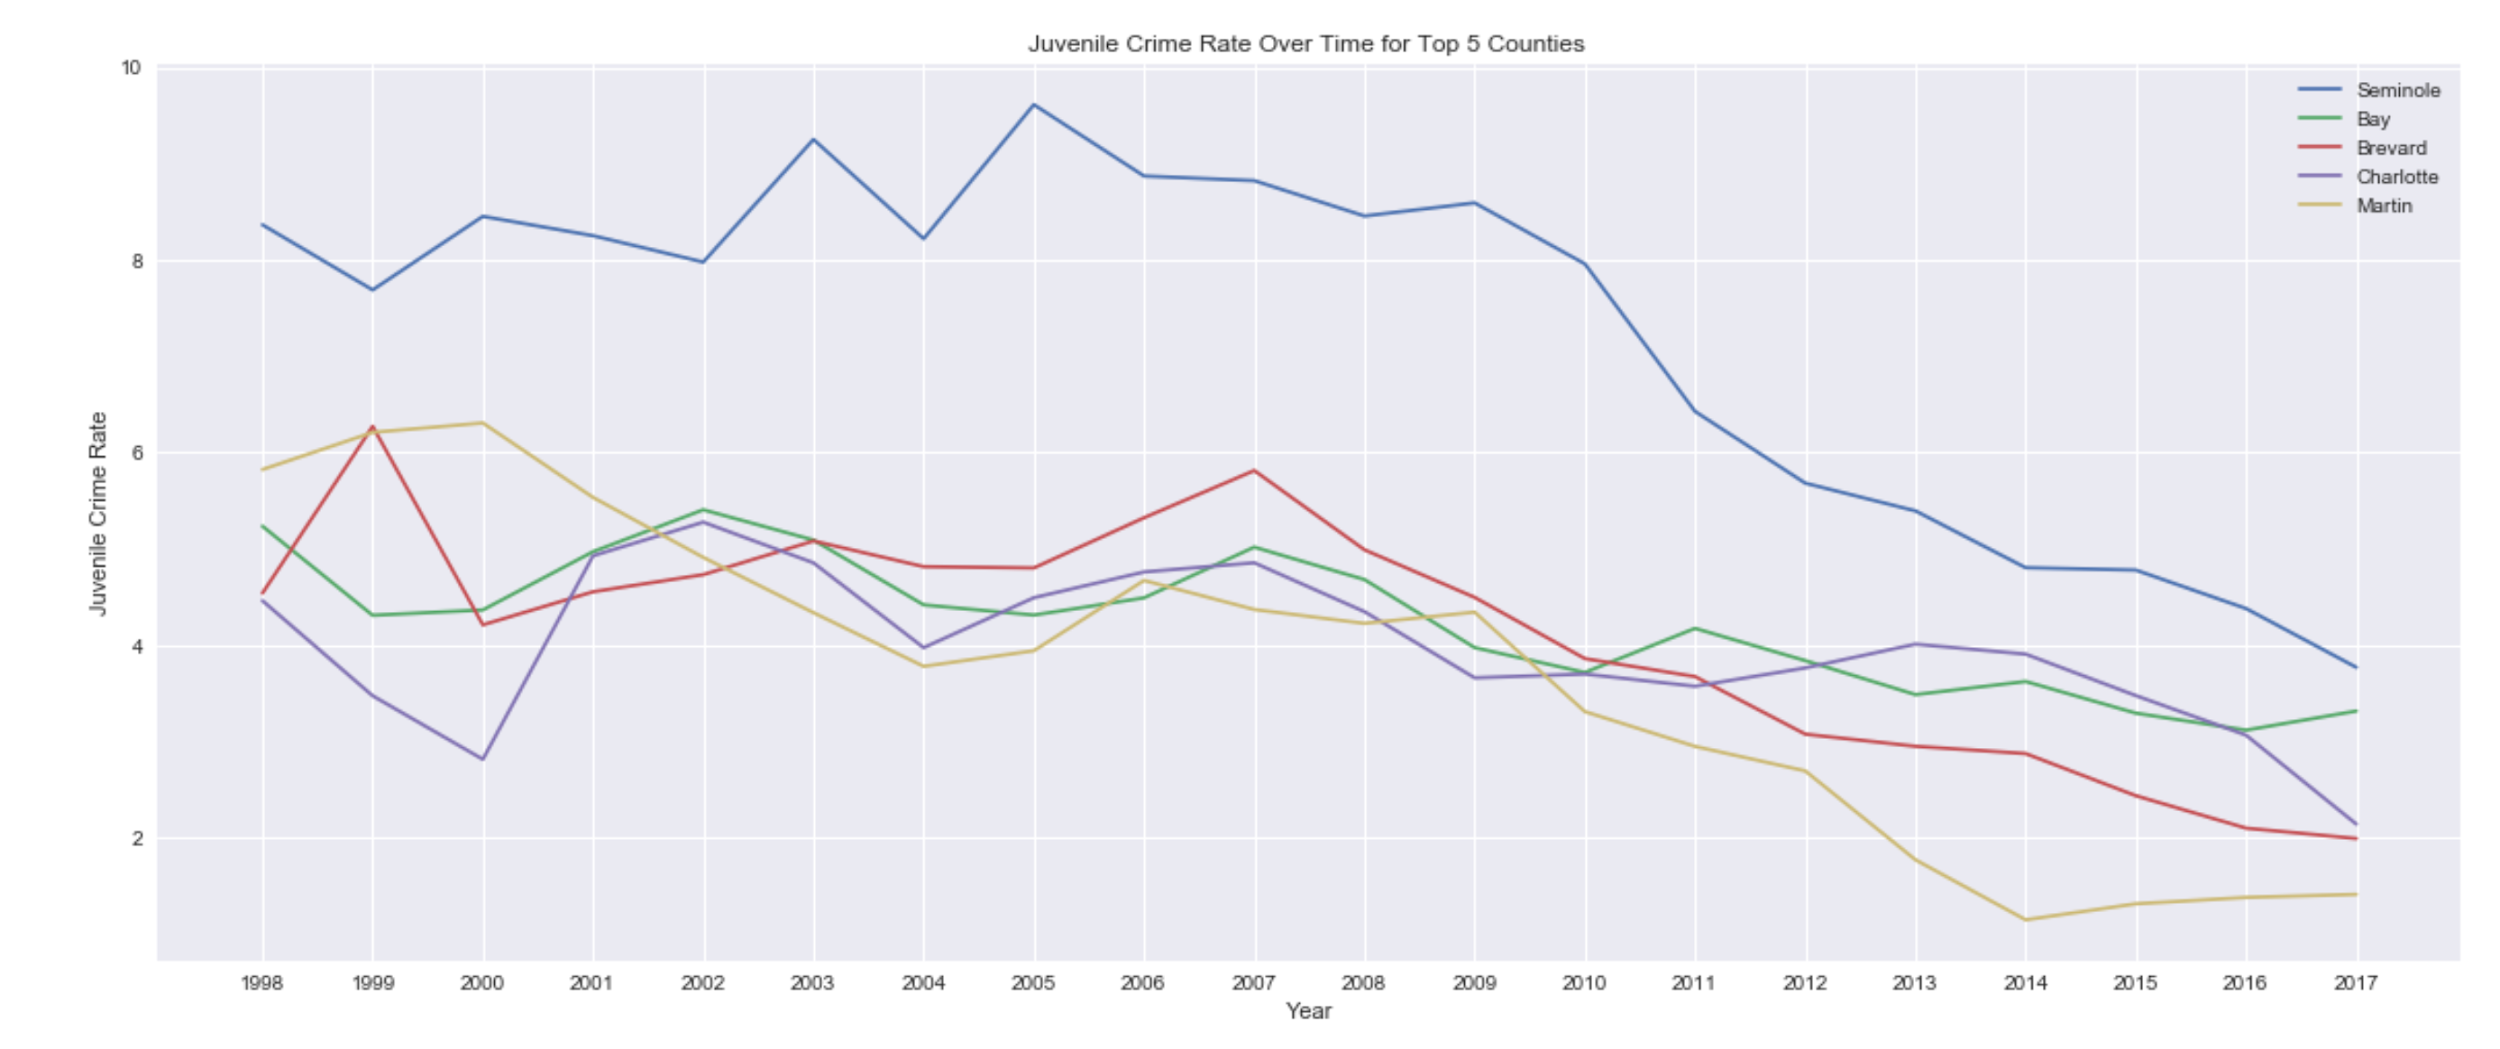 Juvenile Crime Rate Over Time for Top 5 Counties
10
8
6
4
2
Juvenile Crime Rate
Seminole
Bay
Brevard
Charlotte
Martin
1998 1999 2000 2001 2002 2003 2004 2005 2006 2007 2008 2009 2010 2011 2012 2013 2014 2015 2016 2017
Year